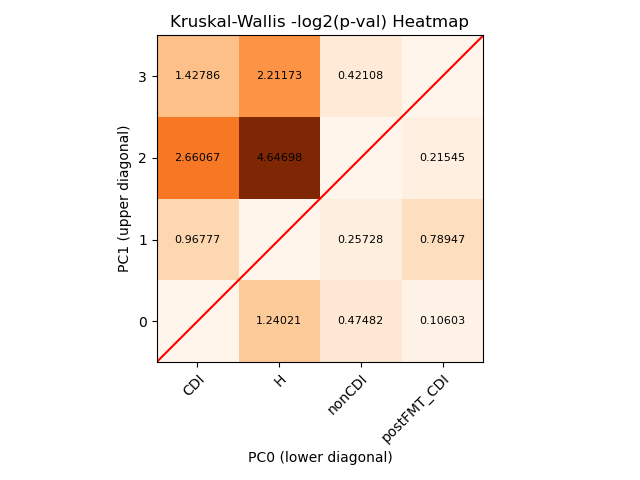 Kruskal-Wallis -log2(p-val) Heatmap
3
1.42786 2.21173 0.42108
2
2.66067 4.64698 0.21545
1
0.96777 0.25728 0.78947
0
1.24021 0.47482 0.10603
PC1 (upper diagonal)
CDI H nonCDI postFMT_CDI
PC0 (lower diagonal)